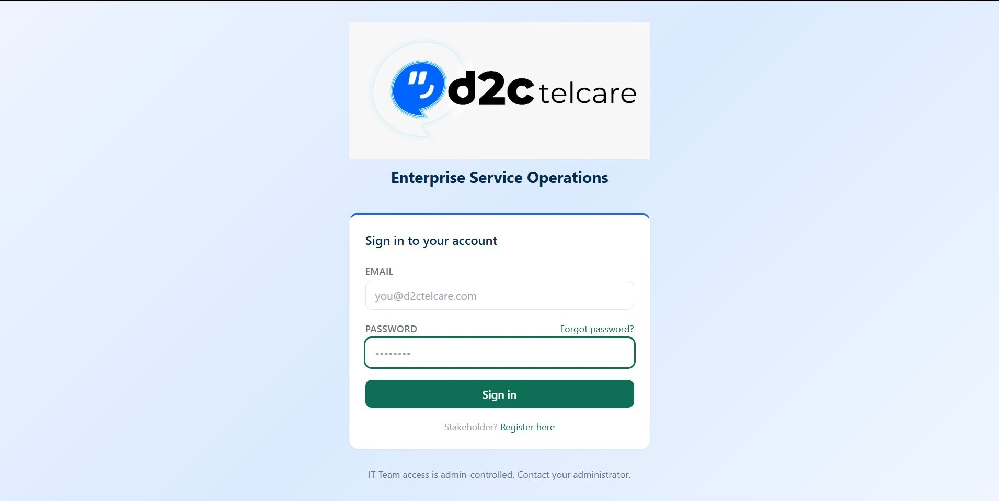 d2c telcare
Enterprise Service Operations
Sign in to your account
EMAIL
you@d2ctelcare.com
PASSWORD Forgot password?
••••••••
Sign in
Stakeholder? Register here
IT Team access is admin-controlled. Contact your administrator.